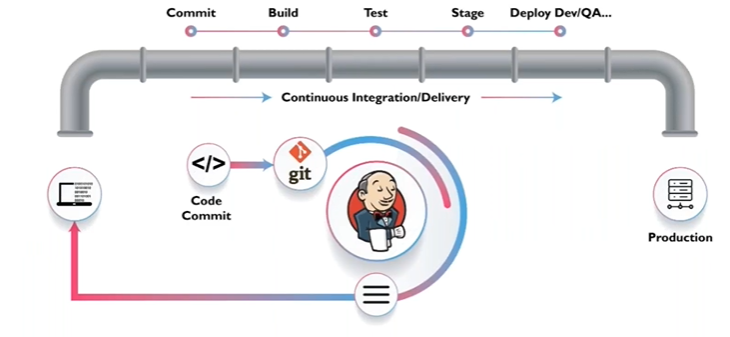 Commit
Build
Test
Stage
Deploy Dev/QA...
Continuous Integration/Delivery
</>
git
Code
Commit
Production